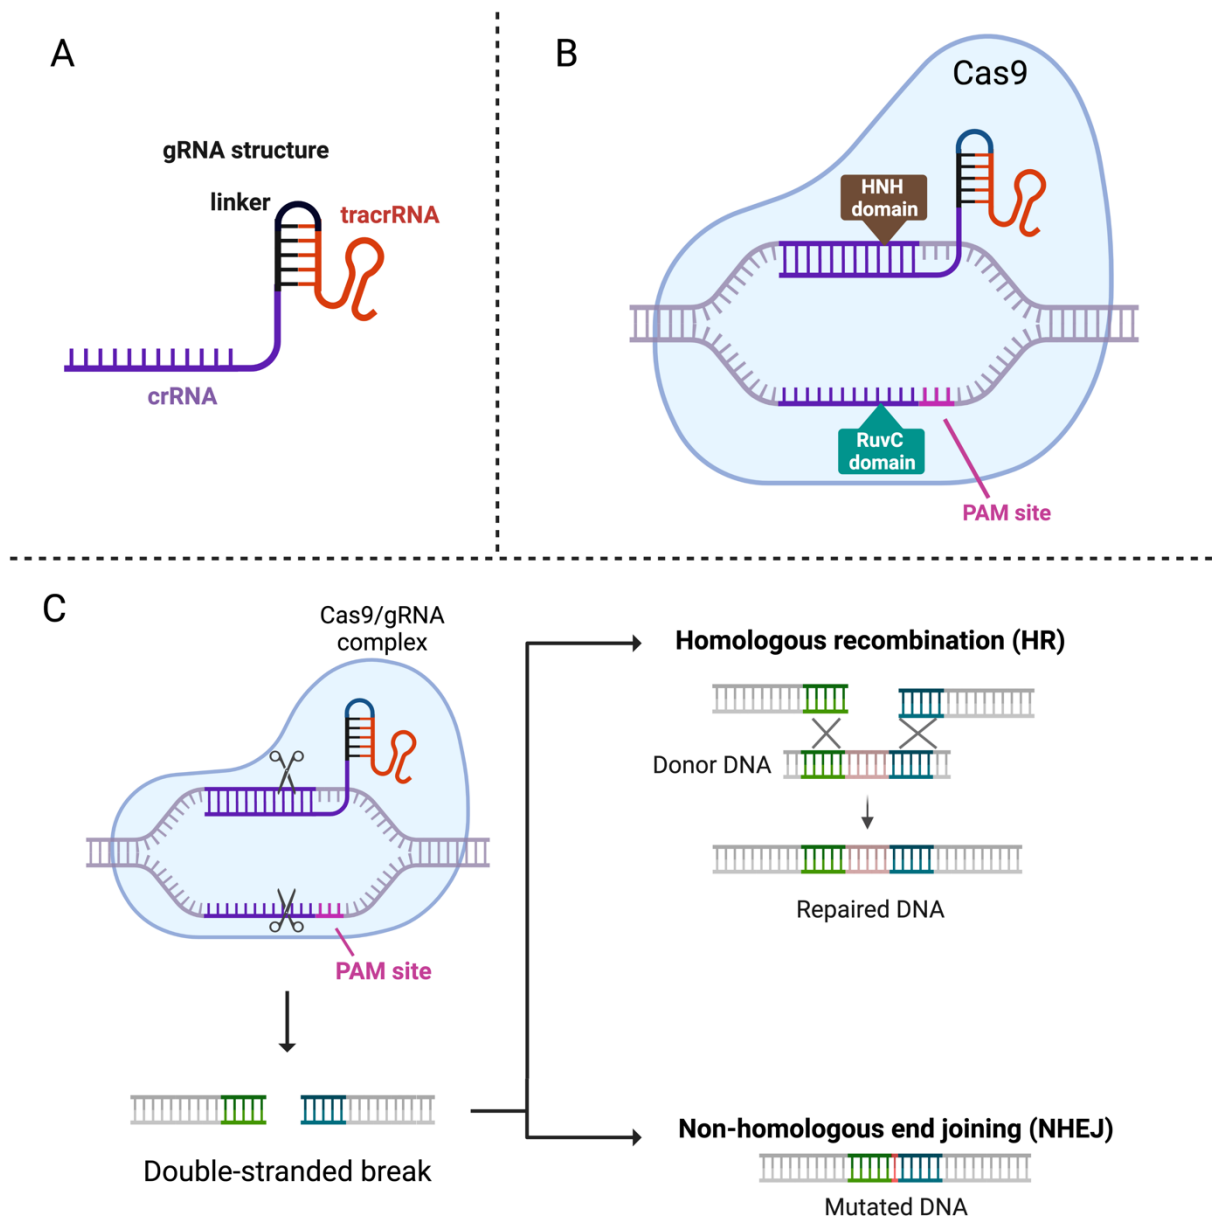 A
gRNA structure
linker
tracrRNA
crRNA
B
Cas9
HNH
domain
RuvC
domain
PAM site
C
Cas9/gRNA
complex
PAM site
Double-stranded break
Homologous recombination (HR)
Donor DNA
Repaired DNA
Non-homologous end joining (NHEJ)
Mutated DNA